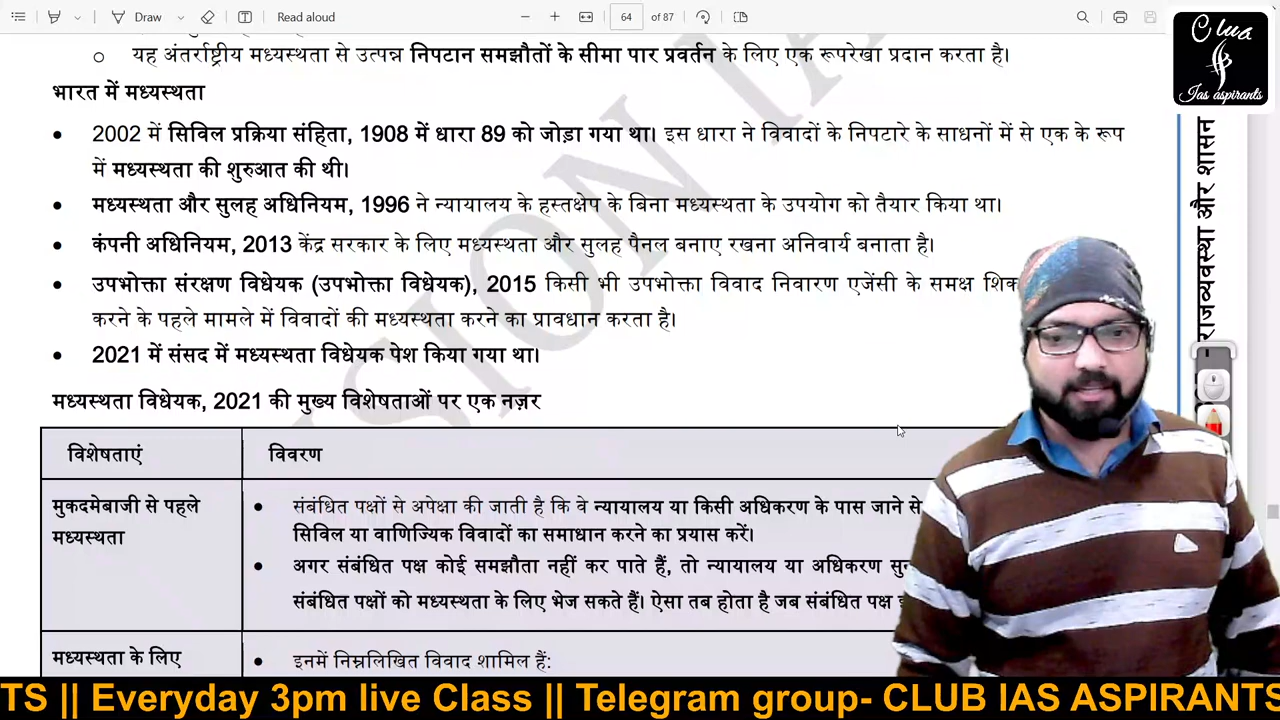 Draw
Read aloud
64 of 87
Clua
Ias aspirants
यह अंतर्राष्ट्रीय मध्यस्थता से उत्पन्न निपटान समझौतों के सीमा पार प्रवर्तन के लिए एक रूपरेखा प्रदान करता है।
भारत में मध्यस्थता
2002 में सिविल प्रक्रिया संहिता, 1908 में धारा 89 को जोड़ा गया था। इस धारा ने विवादों के निपटारे के साधनों में से एक के रूप
में मध्यस्थता की शुरुआत की थी।
मध्यस्थता और सुलह अधिनियम, 1996 ने न्यायालय के हस्तक्षेप के बिना मध्यस्थता के उपयोग को तैयार किया था।
कंपनी अधिनियम, 2013 केंद्र सरकार के लिए मध्यस्थता और सुलह पैनल बनाए रखना अनिवार्य बनाता है।
उपभोक्ता संरक्षण विधेयक (उपभोक्ता विधेयक), 2015 किसी भी उपभोक्ता विवाद निवारण एजेंसी के समक्ष
करने के पहले मामले में विवादों की मध्यस्थता करने का प्रावधान करता है।
2021 में संसद में मध्यस्थता विधेयक पेश किया गया था।
मध्यस्थता विधेयक, 2021 की मुख्य विशेषताओं पर एक नज़र
विशेषताएं
विवरण
मुकदमेबाजी से पहले
मध्यस्थता
संबंधित पक्षों से अपेक्षा की जाती है कि वे न्यायालय या किसी अधिकरण के पास जाने से
सिविल या वाणिज्यिक विवादों का समाधान करने का प्रयास करें।
अगर संबंधित पक्ष कोई समझौता नहीं कर पाते हैं, तो न्यायालय या अधिकरण
संबंधित पक्षों को मध्यस्थता के लिए भेज सकते हैं। ऐसा तब होता है जब संबंधित पक्ष
मध्यस्थता के लिए
इनमें निम्नलिखित विवाद शामिल हैं:
राजव्यवस्था और शासन
VISION IAS
TS || Everyday 3pm live Class || Telegram group- CLUB IAS ASPIRANTS